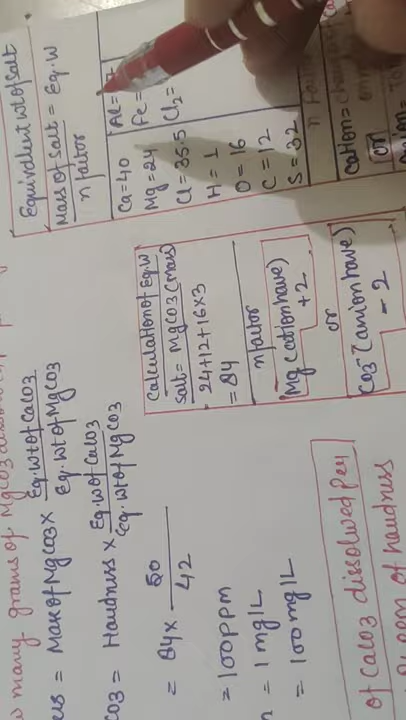 many grams of MgCO3
= Mass of MgCO3 × Eq.wt of CaCO3
Eq.wt of MgCO3
CO3 = Hardness × Eq.w of CaCO3
Eq.wt of MgCO3
= 84 × 50
42
= 100PPM
= 1 mg/L
= 100 mg/L
of CaCO3 dissolved Per
PPM of hardness
Equivalent wt of salt
Mass of Salt = Eq.w
n factor
Ca = 40
Mg = 24
Cl = 35.5
H = 1
O = 16
C = 12
S = 32
Al =
Fe =
Cl2 =
Calculation of Eq.w
salt = MgCO3 (mass)
24+12+16×3
= 84
n factor
Mg (cation have)
+2
or
CO3⁻ (anion have)
- 2
cation =
or